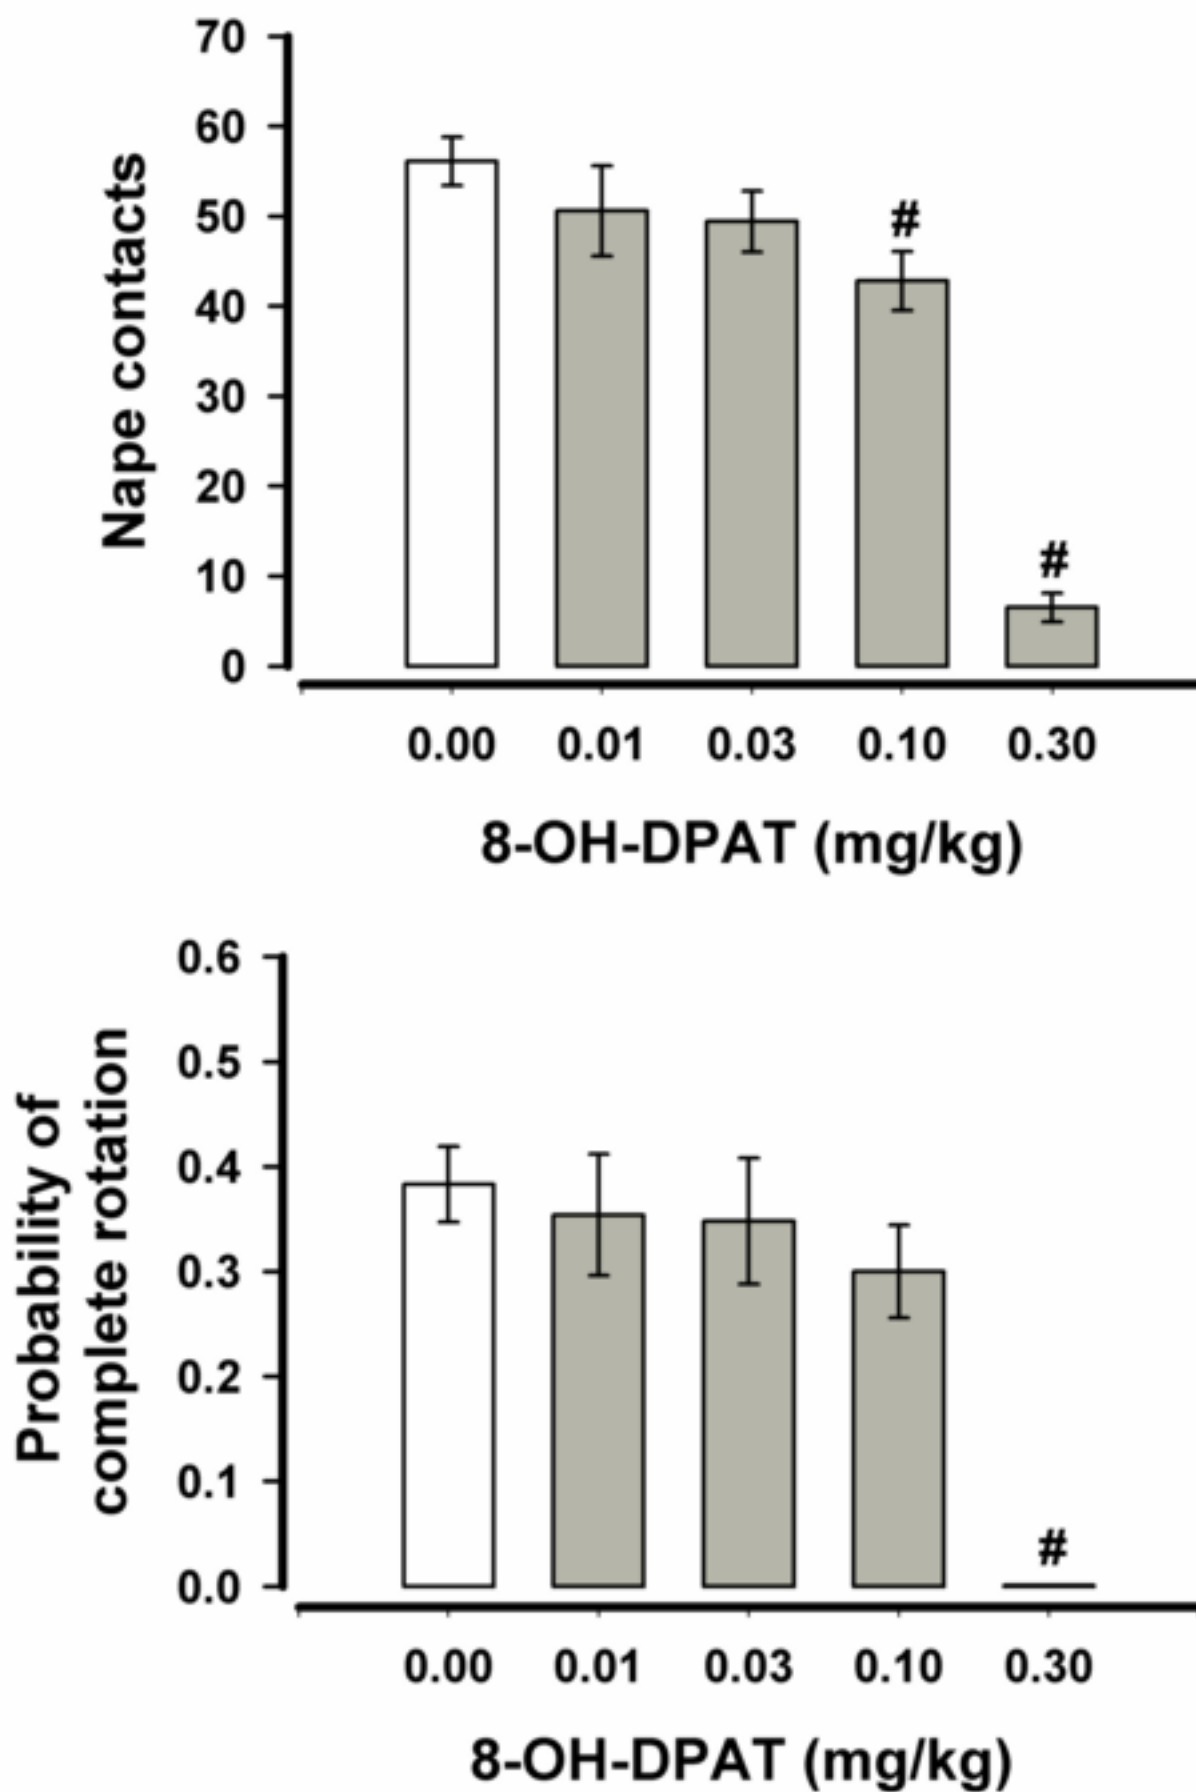 70
60
50
40
30
20
10
0
Nape contacts
#
#
0.00 0.01 0.03 0.10 0.30
8-OH-DPAT (mg/kg)
0.6
0.5
0.4
0.3
0.2
0.1
0.0
Probability of
complete rotation
#
0.00 0.01 0.03 0.10 0.30
8-OH-DPAT (mg/kg)